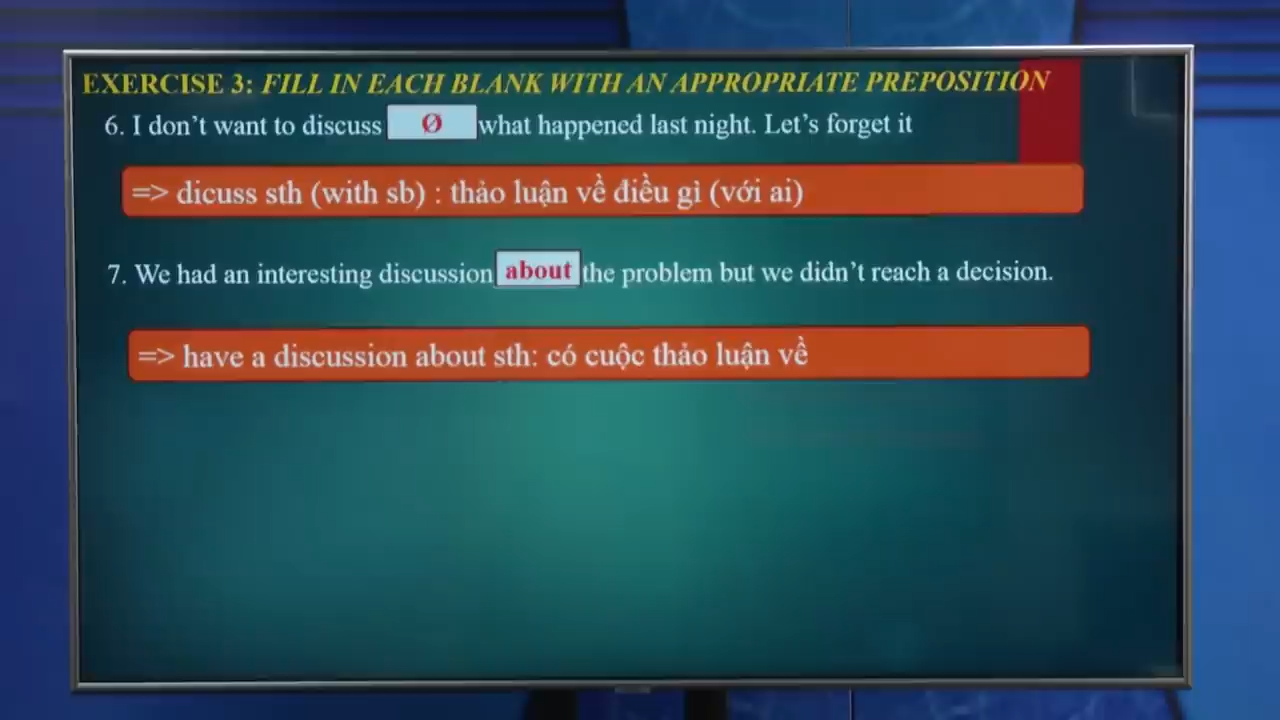 EXERCISE 3: FILL IN EACH BLANK WITH AN APPROPRIATE PREPOSITION
6. I don’t want to discuss Ø what happened last night. Let’s forget it
=> dicuss sth (with sb) : thảo luận về điều gì (với ai)
7. We had an interesting discussion about the problem but we didn’t reach a decision.
=> have a discussion about sth: có cuộc thảo luận về